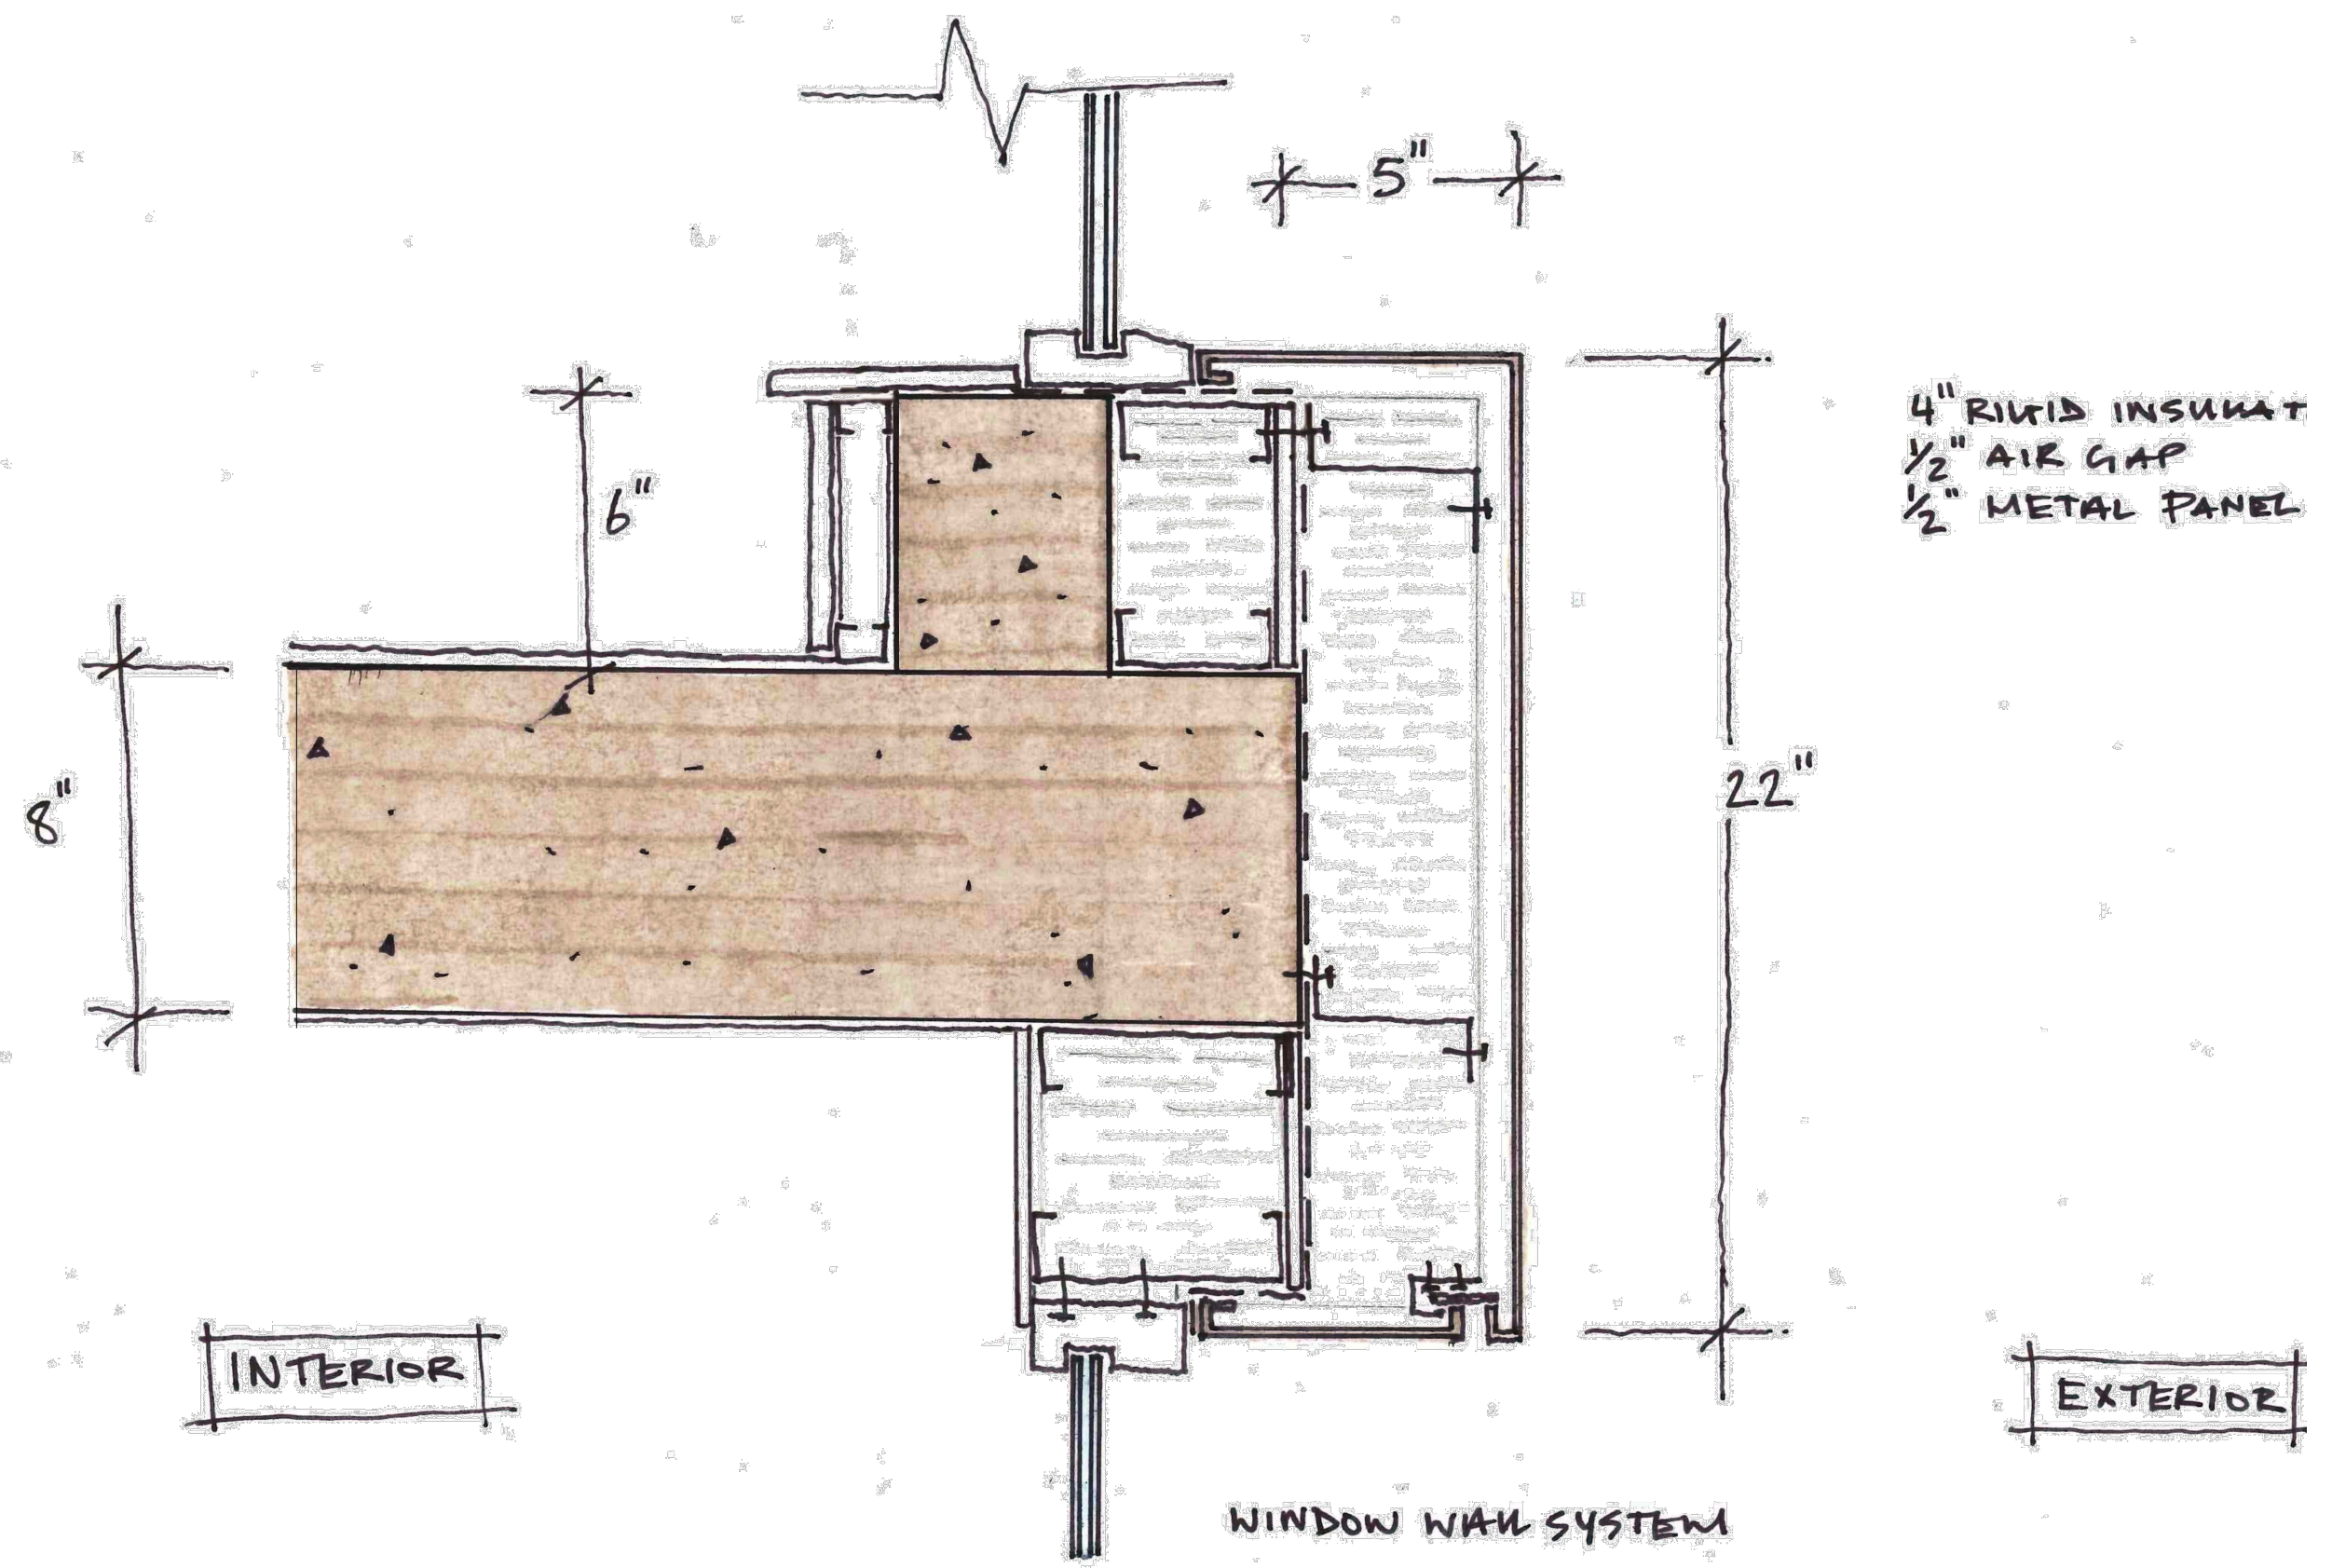 5"
4" RIGID INSULAT
1/2" AIR GAP
1/2" METAL PANEL
6"
8"
22"
INTERIOR
EXTERIOR
WINDOW WALL SYSTEM